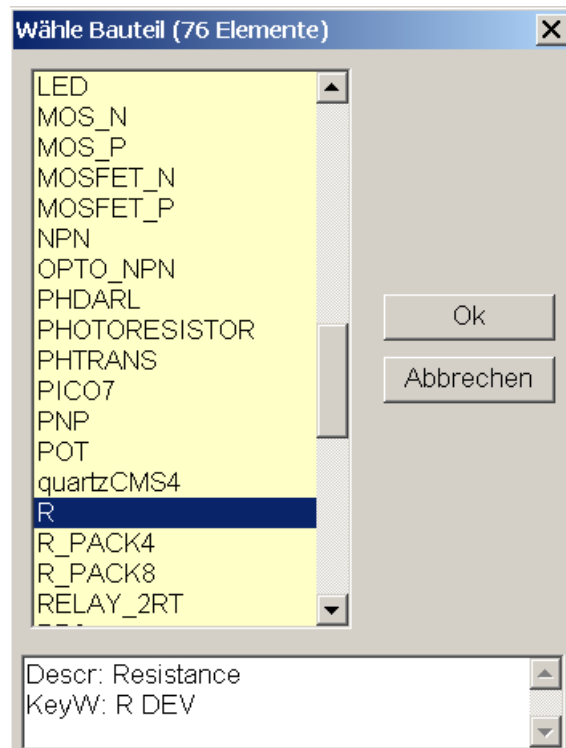 Wähle Bauteil (76 Elemente)
LED
MOS_N
MOS_P
MOSFET_N
MOSFET_P
NPN
OPTO_NPN
PHDARL
PHOTORESISTOR
PHTRANS
PICO7
PNP
POT
quartzCMS4
R
R_PACK4
R_PACK8
RELAY_2RT
Ok
Abbrechen
Descr: Resistance
KeyW: R DEV